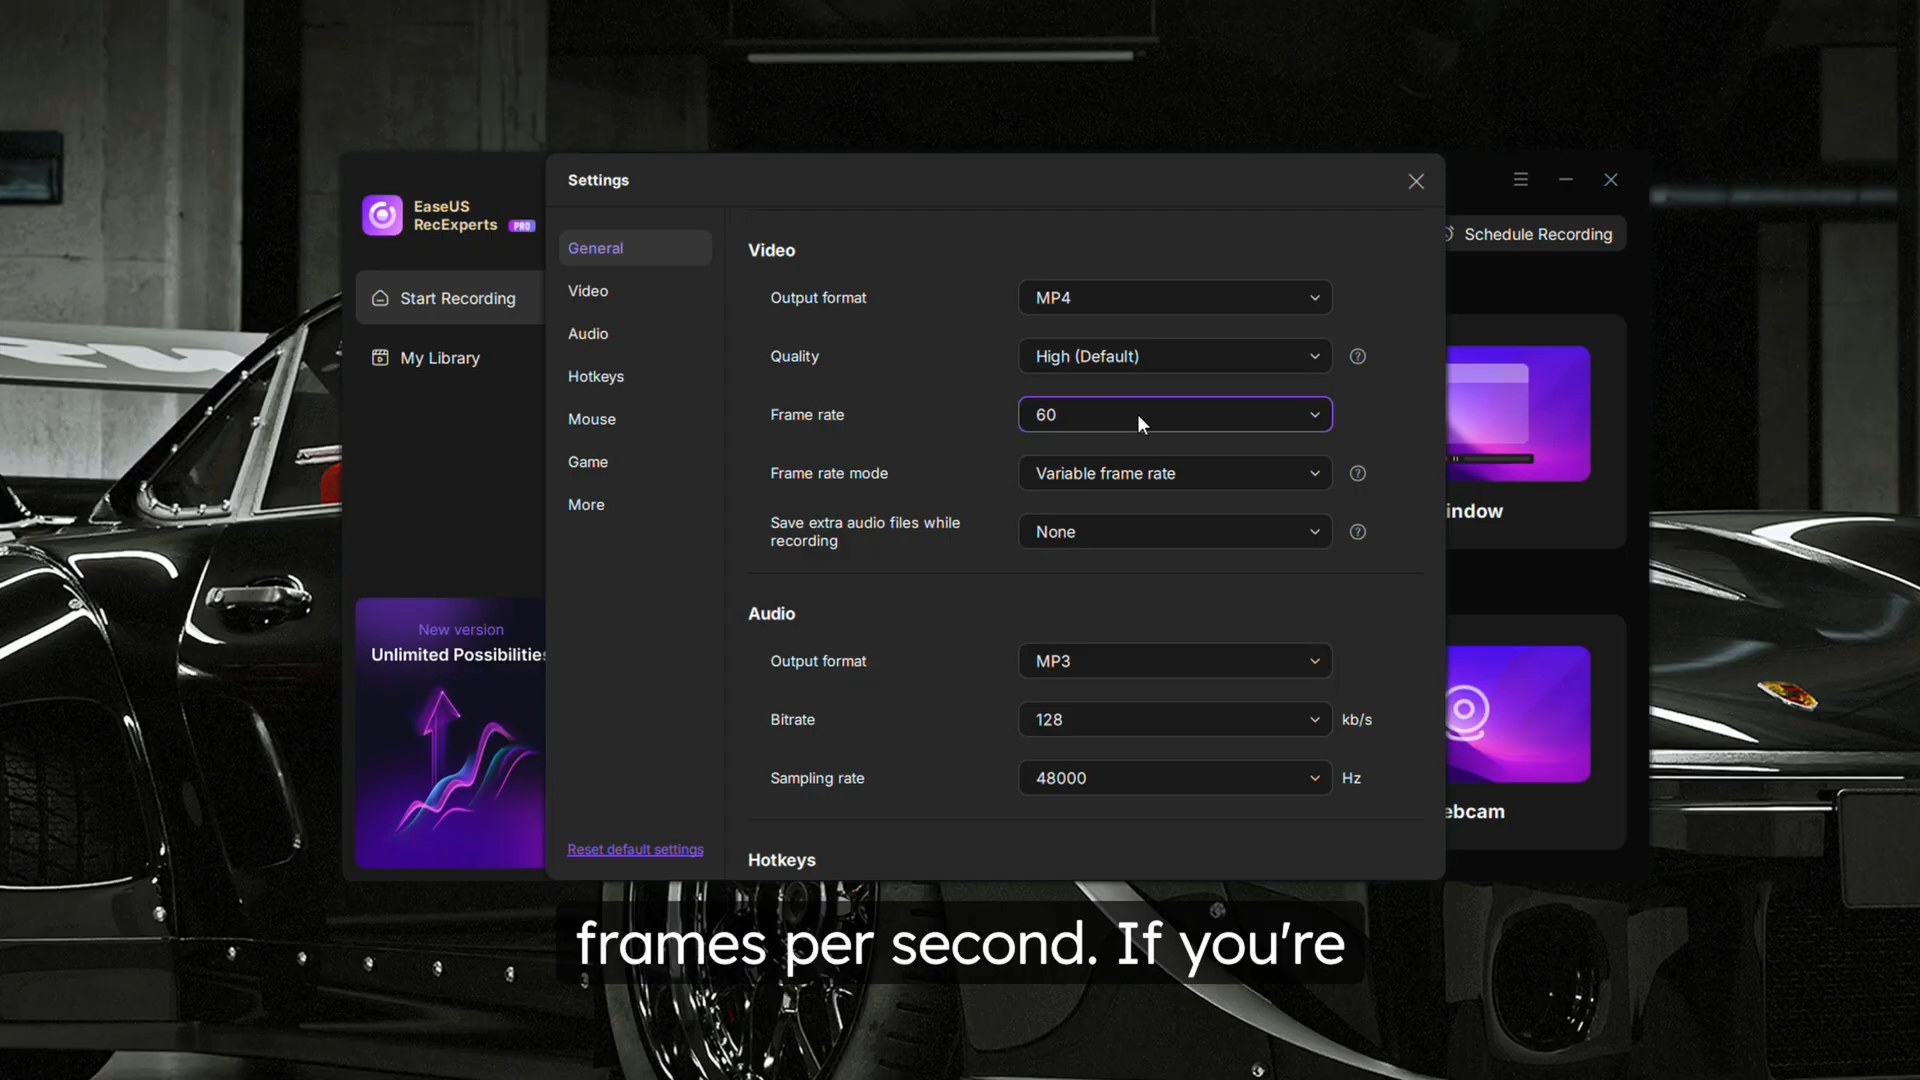 Settings
EaseUS
RecExperts PRO
Schedule Recording
Start Recording
My Library
General
Video
Audio
Hotkeys
Mouse
Game
More
Reset default settings
Video
Output format MP4
Quality High (Default)
Frame rate 60
Frame rate mode Variable frame rate
Save extra audio files while
recording None
Audio
Output format MP3
Bitrate 128 kb/s
Sampling rate 48000 Hz
Hotkeys
indow
ebcam
New version
Unlimited Possibilities
frames per second. If you're